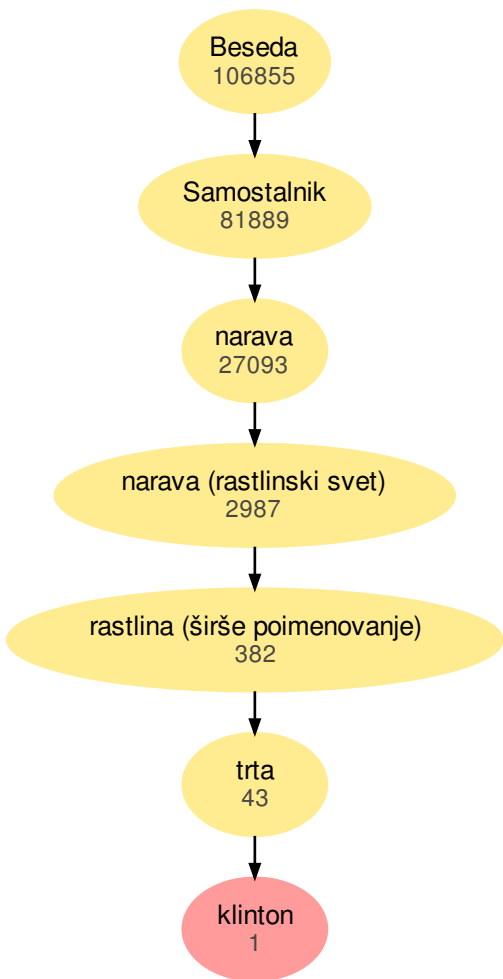 Beseda
106855
Samostalnik
81889
narava
27093
narava (rastlinski svet)
2987
rastlina (širše poimenovanje)
382
trta
43
klinton
1